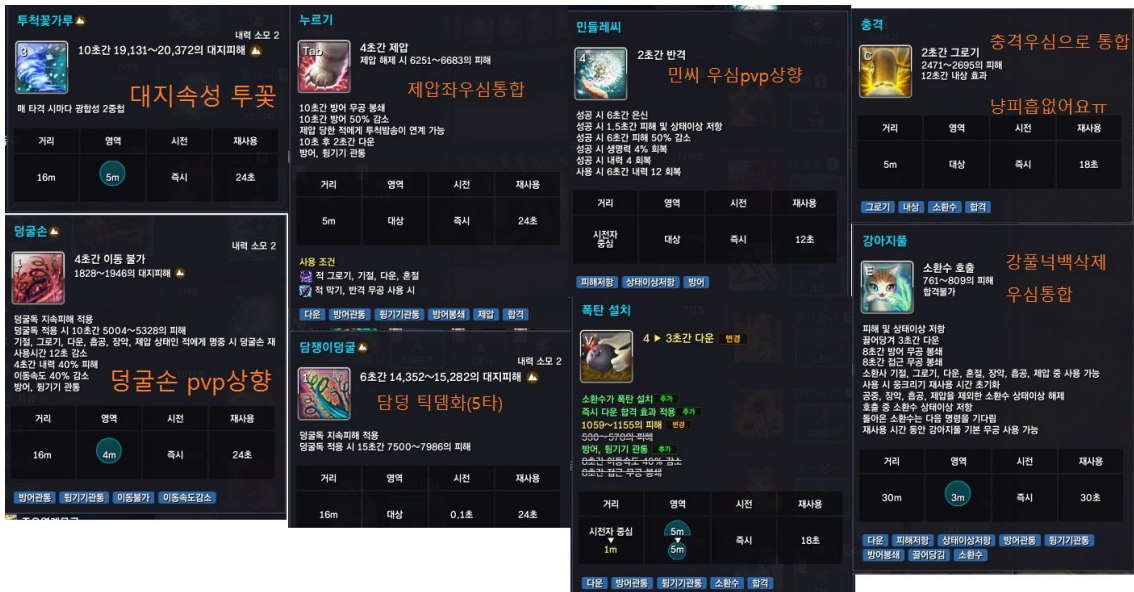 투척꽃가루
내력 소모 2
3
10초간 19,131~20,372의 대지피해
대지속성 투꽃
매 타격 시마다 광합성 2중첩
거리 영역 시전 재사용
16m 5m 즉시 24초
덩굴손
내력 소모 2
1
4초간 이동 불가
1828~1946의 대지피해
덩굴독 지속피해 적용
덩굴독 적용 시 10초간 5004~5328의 피해
기절, 그로기, 다운, 흡공, 장악, 제압 상태인 적에게 명중 시 덩굴손 재
사용시간 12초 감소
4초간 내력 40% 피해
이동속도 40% 감소
방어, 튕기기 관통
덩굴손 pvp상향
거리 영역 시전 재사용
16m 4m 즉시 24초
방어관통 튕기기관통 이동불가 이동속도감소
누르기
Tab
4초간 제압
제압 해제 시 6251~6683의 피해
제압좌우심통합
10초간 방어 무공 봉쇄
10초간 방어 50% 감소
제압 당한 적에게 투척방송이 연계 가능
10초 후 2초간 다운
방어, 튕기기 관통
거리 영역 시전 재사용
5m 대상 즉시 24초
사용 조건
적 그로기, 기절, 다운, 혼절
적 막기, 반격 무공 사용 시
다운 방어관통 튕기기관통 방어봉쇄 제압 합격
담쟁이덩굴
내력 소모 2
1
6초간 14,352~15,282의 대지피해
담덩 틱뎀화(5타)
덩굴독 지속피해 적용
덩굴독 적용 시 15초간 7500~7986의 피해
거리 영역 시전 재사용
16m 대상 0.1초 24초
민들레씨
4
2초간 반격
민씨 우심pvp상향
성공 시 6초간 은신
성공 시 1.5초간 피해 및 상태이상 저항
성공 시 6초간 피해 50% 감소
성공 시 생명력 4% 회복
성공 시 내력 4 회복
사용 시 6초간 내력 12 회복
거리 영역 시전 재사용
시전자
중심 대상 즉시 12초
피해저항 상태이상저항 방어
폭탄 설치
V
4 ▶ 3초간 다운 변경
소환수가 폭탄 설치 추가
즉시 다운 합격 효과 적용 추가
1059~1155의 피해 변경
530~578의 피해
방어, 튕기기 관통 추가
8초간 이동속도 40% 감소
8초간 접근 무공 봉쇄
거리 영역 시전 재사용
시전자 중심 5m 즉시 18초
1m 5m
다운 방어관통 튕기기관통 소환수 합격
충격
C
2초간 그로기
2471~2695의 피해
12초간 내상 효과
충격우심으로 통합
냥피흡없어요ㅠ
거리 영역 시전 재사용
5m 대상 즉시 18초
그로기 내상 소환수 합격
강아지풀
E
소환수 호출
761~809의 피해
합격불가
강풀넉백삭제
우심통합
피해 및 상태이상 저항
끌어당겨 3초간 다운
8초간 방어 무공 봉쇄
8초간 접근 무공 봉쇄
소환사 기절, 그로기, 다운, 혼절, 장악, 흡공, 제압 중 사용 가능
사용 시 웅크리기 재사용 시간 초기화
공중, 장악, 흡공, 제압을 제외한 소환수 상태이상 해제
호출 중 소환수 상태이상 저항
돌아온 소환수는 다음 명령을 기다림
재사용 시간 동안 강아지풀 기본 무공 사용 가능
거리 영역 시전 재사용
30m 3m 즉시 30초
다운 피해저항 상태이상저항 방어관통 튕기기관통
방어봉쇄 끌어당김 소환수